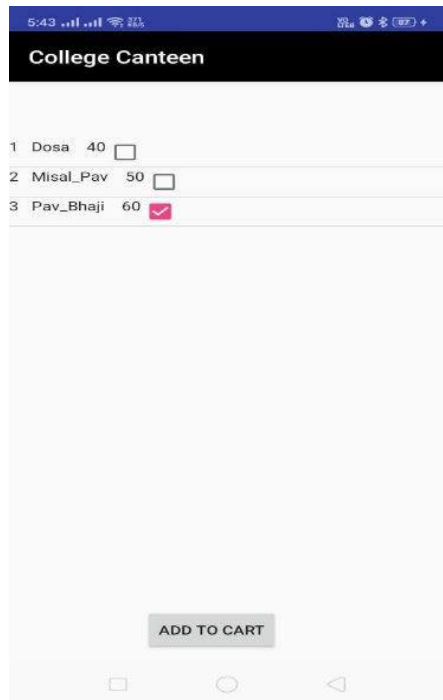 5:43
College Canteen
1 Dosa 40
2 Misal_Pav 50
3 Pav_Bhaji 60
ADD TO CART